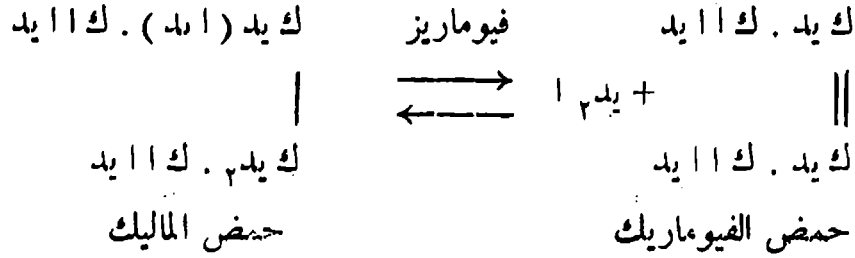 ك يد . ك ا ا يد فيوماريز ك يد ( ا يد ) . ك ا ا يد
‖ + يد٢ ا ⇄ |
ك يد . ك ا ا يد ك يد٢ . ك ا ا يد
حمض الفيوماريك حمض الماليك